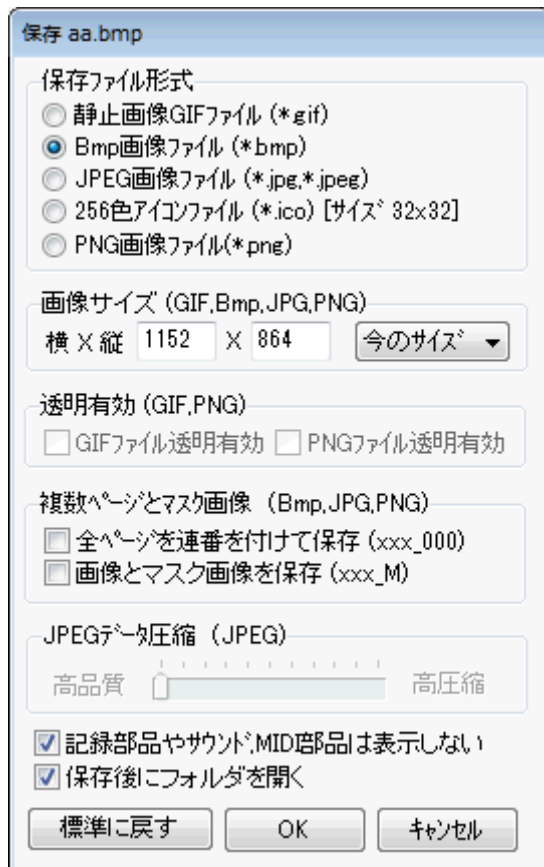 保存 aa.bmp
保存ファイル形式
静止画像GIFファイル (*.gif)
Bmp画像ファイル (*.bmp)
JPEG画像ファイル (*.jpg,*.jpeg)
256色アイコンファイル (*.ico) [サイズ 32x32]
PNG画像ファイル(*.png)
画像サイズ (GIF,Bmp,JPG,PNG)
横 X 縦 1152 X 864 今のサイズ
透明有効 (GIF,PNG)
GIFファイル透明有効 PNGファイル透明有効
複数ページとマスク画像 (Bmp,JPG,PNG)
全ページを連番を付けて保存 (xxx_000)
画像とマスク画像を保存 (xxx_M)
JPEGデータ圧縮 (JPEG)
高品質 高圧縮
記録部品やサウンド,MIDI部品は表示しない
保存後にフォルダを開く
標準に戻す OK キャンセル